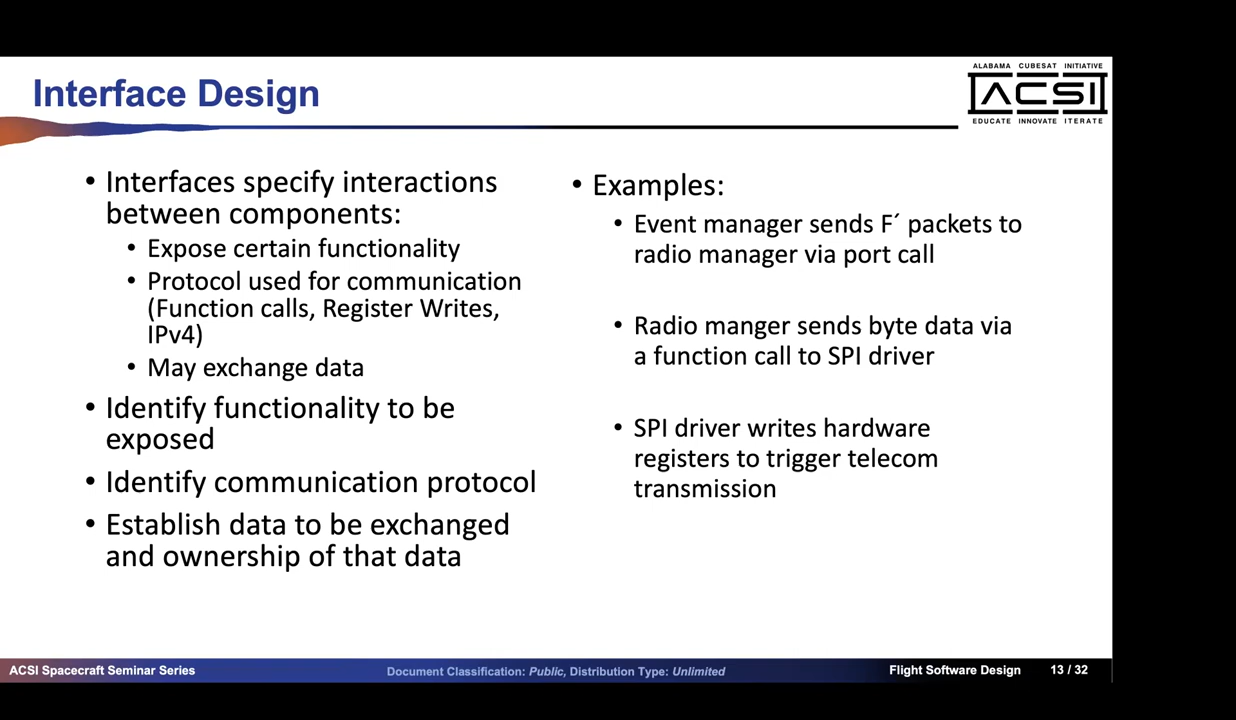 Interface Design
ALABAMA CUBESAT INITIATIVE
ACSI
EDUCATE INNOVATE ITERATE
• Interfaces specify interactions
between components:
• Expose certain functionality
• Protocol used for communication
(Function calls, Register Writes,
IPv4)
• May exchange data
• Identify functionality to be
exposed
• Identify communication protocol
• Establish data to be exchanged
and ownership of that data
• Examples:
• Event manager sends F´ packets to
radio manager via port call
• Radio manger sends byte data via
a function call to SPI driver
• SPI driver writes hardware
registers to trigger telecom
transmission
ACSI Spacecraft Seminar Series
Document Classification: Public, Distribution Type: Unlimited
Flight Software Design
13 / 32